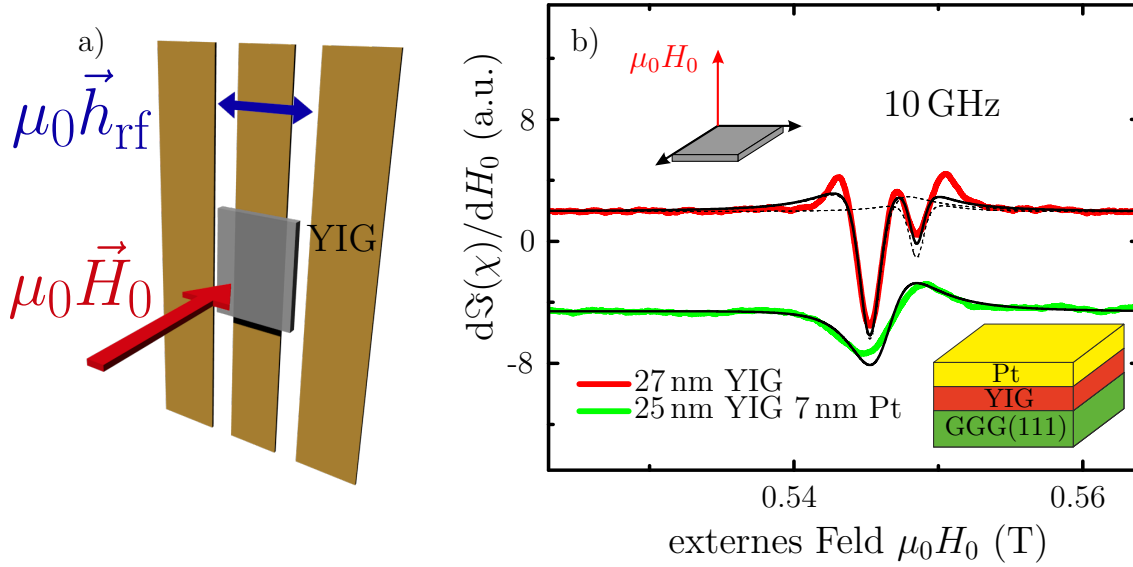 a)
μ₀h⃗rf
YIG
μ₀H⃗₀
b)
μ₀H₀
10 GHz
dℑ(χ)/dH₀ (a.u.)
8
0
-8
27 nm YIG
25 nm YIG 7 nm Pt
Pt
YIG
GGG(111)
0.54
0.56
externes Feld μ₀H₀ (T)